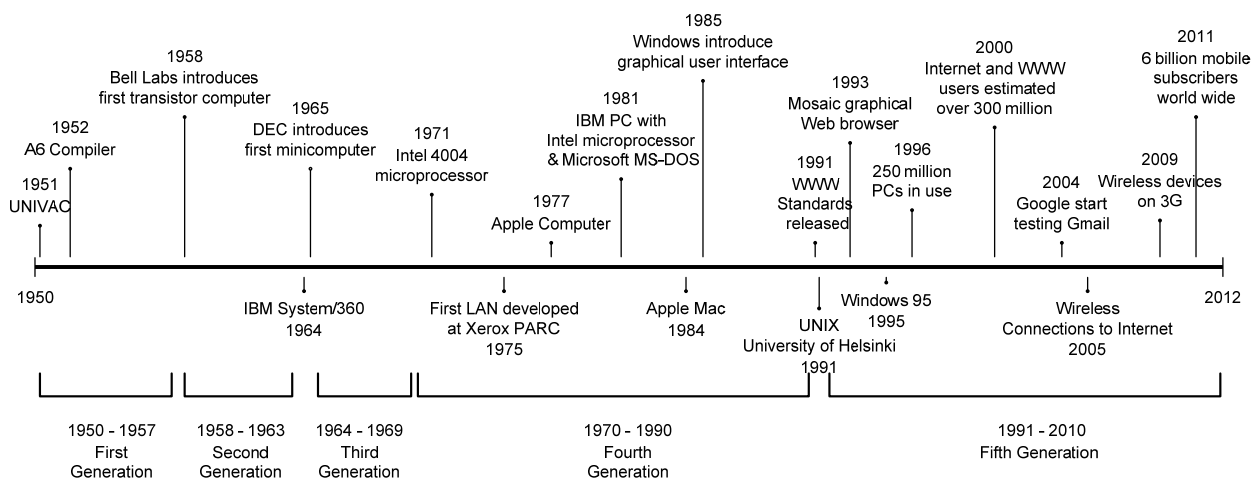 1951
UNIVAC
1952
A6 Compiler
1958
Bell Labs introduces
first transistor computer
1965
DEC introduces
first minicomputer
1971
Intel 4004
microprocessor
1977
Apple Computer
1981
IBM PC with
Intel microprocessor
& Microsoft MS-DOS
1985
Windows introduce
graphical user interface
1991
WWW
Standards
released
1993
Mosaic graphical
Web browser
1996
250 million
PCs in use
2000
Internet and WWW
users estimated
over 300 million
2004
Google start
testing Gmail
2009
Wireless devices
on 3G
2011
6 billion mobile
subscribers
world wide
1950
2012
IBM System/360
1964
First LAN developed
at Xerox PARC
1975
Apple Mac
1984
UNIX
University of Helsinki
1991
Windows 95
1995
Wireless
Connections to Internet
2005
1950 - 1957
First
Generation
1958 - 1963
Second
Generation
1964 - 1969
Third
Generation
1970 - 1990
Fourth
Generation
1991 - 2010
Fifth Generation